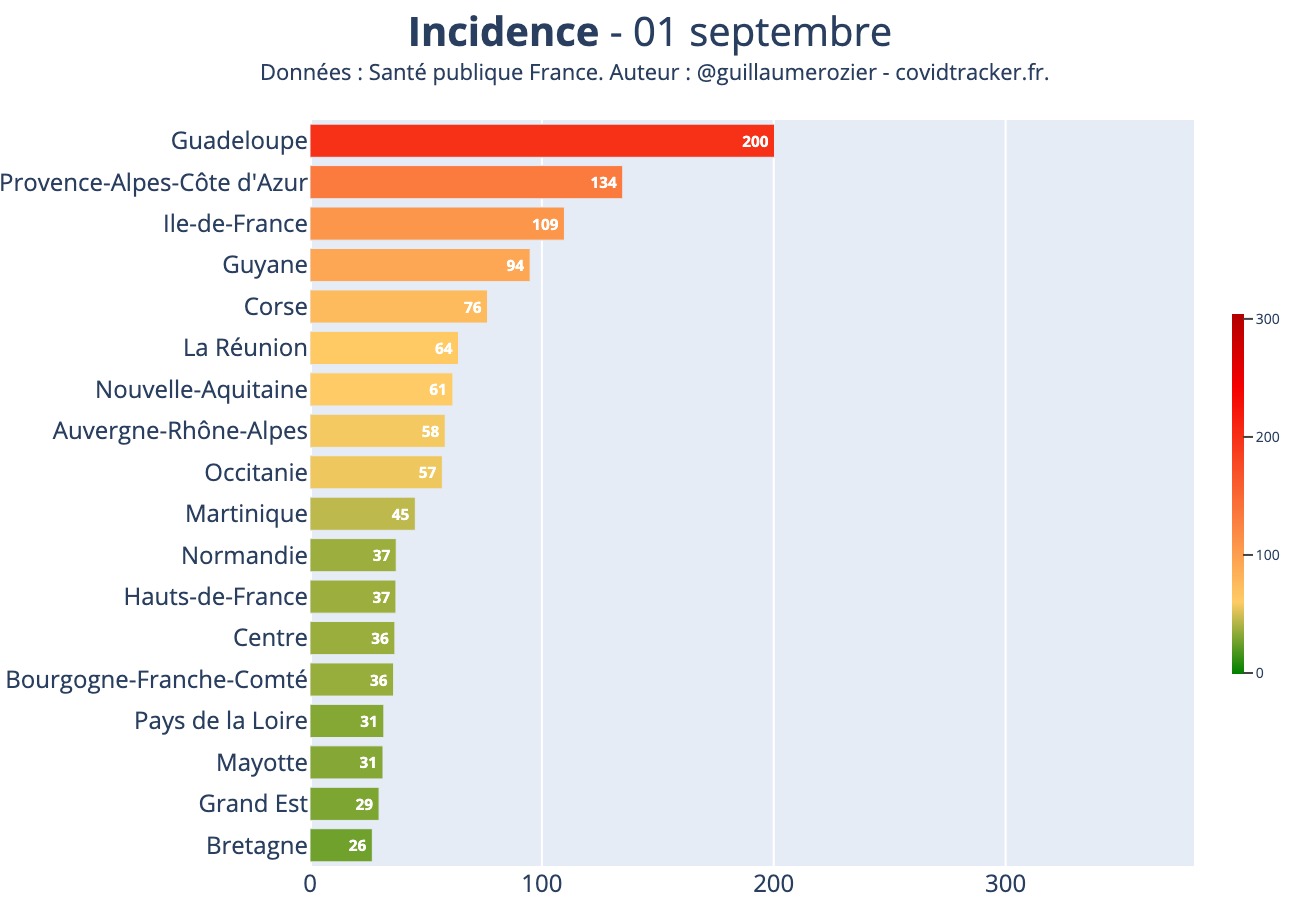 Incidence - 01 septembre
Données : Santé publique France. Auteur : @guillaumerozier - covidtracker.fr.
Guadeloupe 200
Provence-Alpes-Côte d'Azur 134
Ile-de-France 109
Guyane 94
Corse 76
La Réunion 64
Nouvelle-Aquitaine 61
Auvergne-Rhône-Alpes 58
Occitanie 57
Martinique 45
Normandie 37
Hauts-de-France 37
Centre 36
Bourgogne-Franche-Comté 36
Pays de la Loire 31
Mayotte 31
Grand Est 29
Bretagne 26
0 100 200 300
300
200
100
0